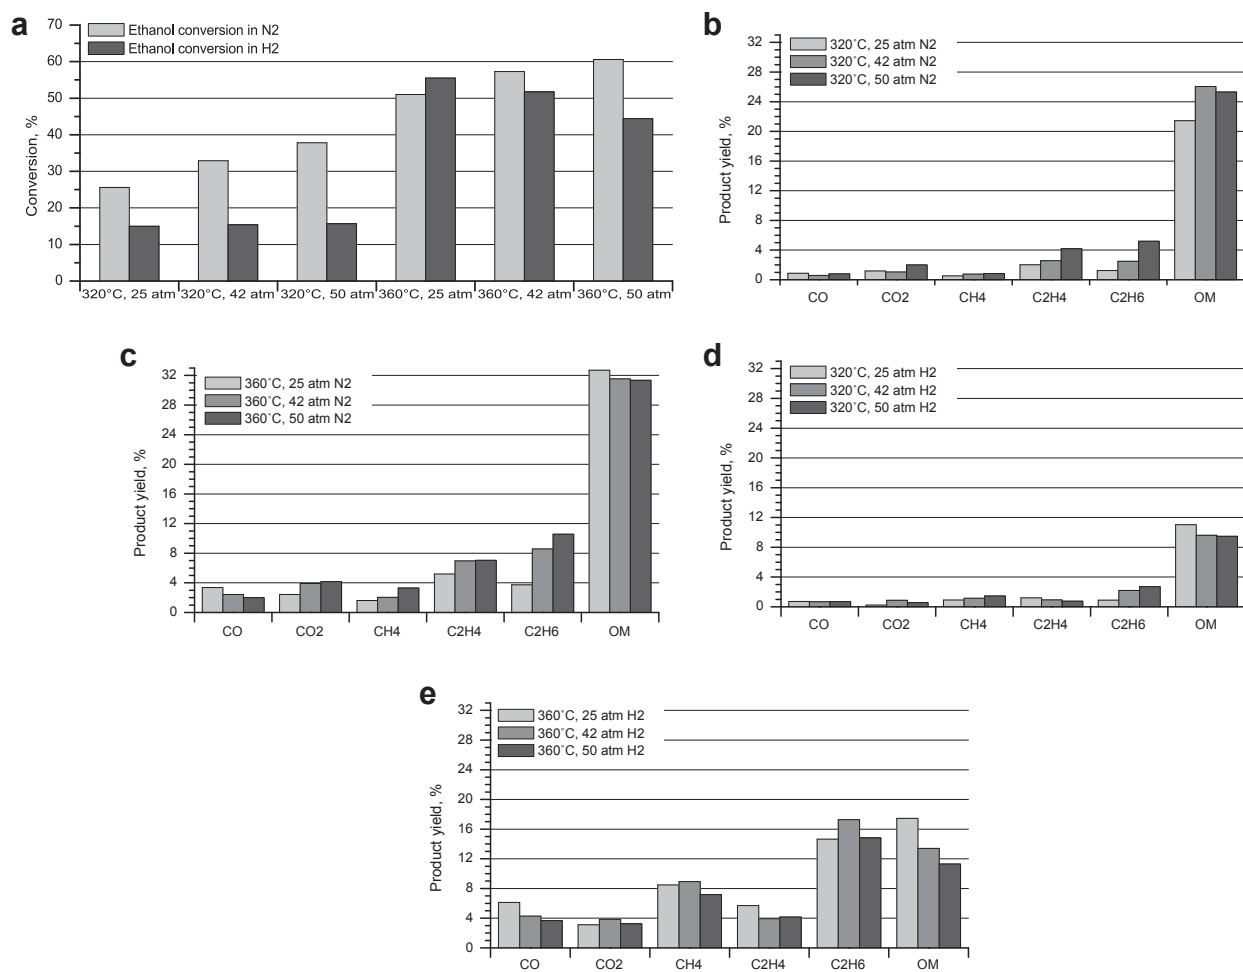 a
Ethanol conversion in N2
Ethanol conversion in H2
Conversion, %
70
60
50
40
30
20
10
0
320°C, 25 atm 320°C, 42 atm 320°C, 50 atm 360°C, 25 atm 360°C, 42 atm 360°C, 50 atm
b
320˚C, 25 atm N2
320˚C, 42 atm N2
320˚C, 50 atm N2
Product yield, %
32
28
24
20
16
12
8
4
0
CO CO2 CH4 C2H4 C2H6 OM
c
360˚C, 25 atm N2
360˚C, 42 atm N2
360˚C, 50 atm N2
Product yield, %
32
28
24
20
16
12
8
4
0
CO CO2 CH4 C2H4 C2H6 OM
d
320˚C, 25 atm H2
320˚C, 42 atm H2
320˚C, 50 atm H2
Product yield, %
32
28
24
20
16
12
8
4
0
CO CO2 CH4 C2H4 C2H6 OM
e
360˚C, 25 atm H2
360˚C, 42 atm H2
360˚C, 50 atm H2
Product yield, %
32
28
24
20
16
12
8
4
0
CO CO2 CH4 C2H4 C2H6 OM